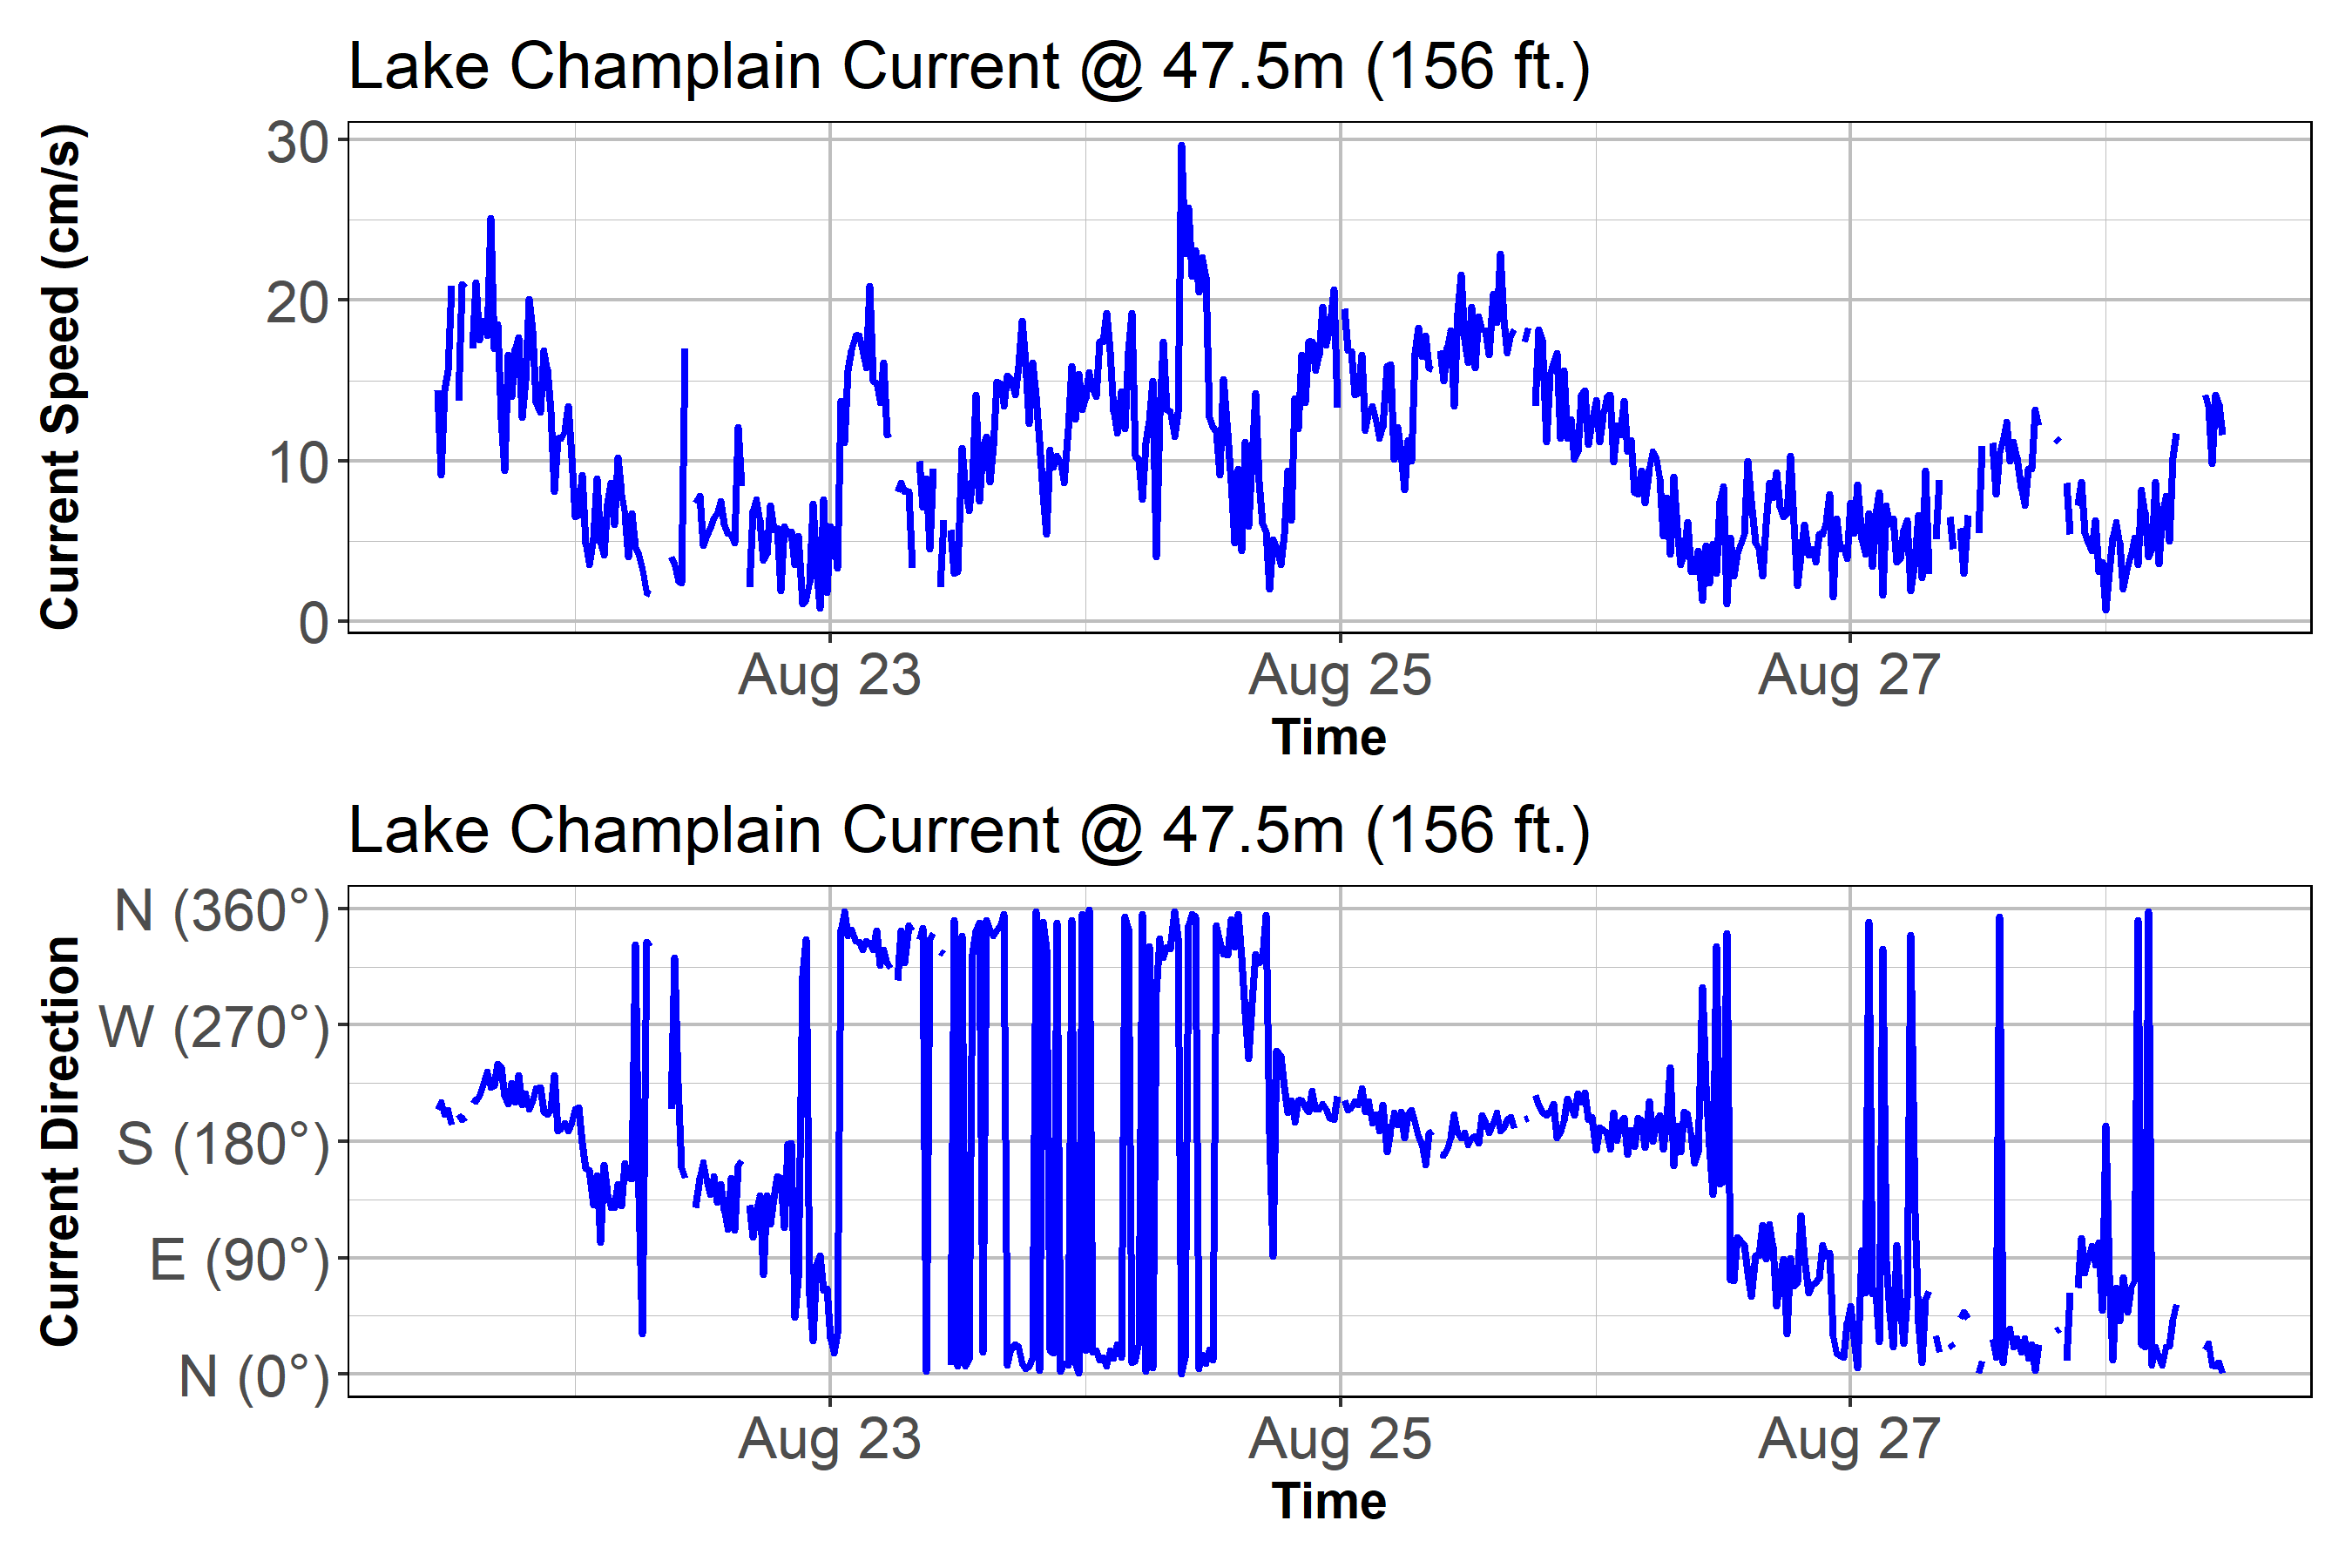 Lake Champlain Current @ 47.5m (156 ft.)
Current Speed (cm/s)
30
20
10
0
Aug 23 Aug 25 Aug 27
Time
Lake Champlain Current @ 47.5m (156 ft.)
Current Direction
N (360°)
W (270°)
S (180°)
E (90°)
N (0°)
Aug 23 Aug 25 Aug 27
Time